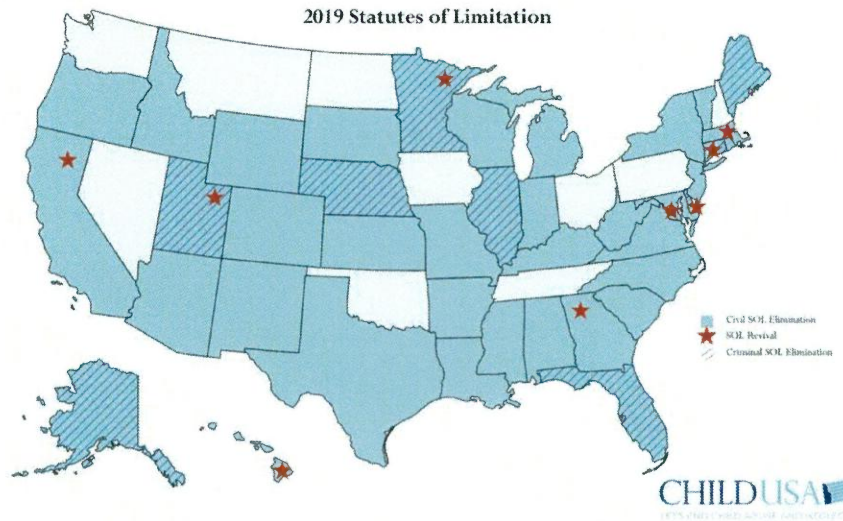 2019 Statutes of Limitation
Civil SOL Elimination
SOL Revival
Criminal SOL Elimination
CHILDUSA